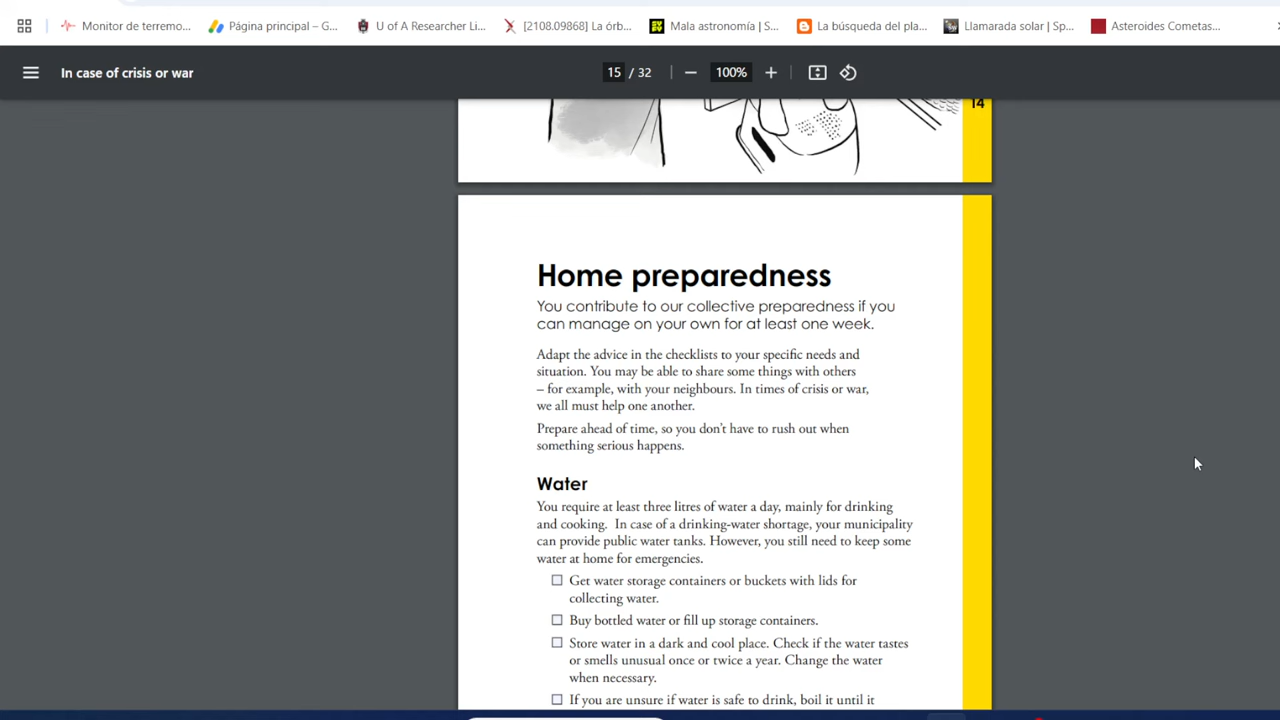 Monitor de terremo...
Página principal – G...
U of A Researcher Li...
[2108.09868] La órb...
Mala astronomía | S...
La búsqueda del pla...
Llamarada solar | Sp...
Asteroides Cometas...
In case of crisis or war
15 / 32
100%
14
Home preparedness
You contribute to our collective preparedness if you
can manage on your own for at least one week.
Adapt the advice in the checklists to your specific needs and
situation. You may be able to share some things with others
– for example, with your neighbours. In times of crisis or war,
we all must help one another.
Prepare ahead of time, so you don't have to rush out when
something serious happens.
Water
You require at least three litres of water a day, mainly for drinking
and cooking. In case of a drinking-water shortage, your municipality
can provide public water tanks. However, you still need to keep some
water at home for emergencies.
Get water storage containers or buckets with lids for
collecting water.
Buy bottled water or fill up storage containers.
Store water in a dark and cool place. Check if the water tastes
or smells unusual once or twice a year. Change the water
when necessary.
If you are unsure if water is safe to drink, boil it until it